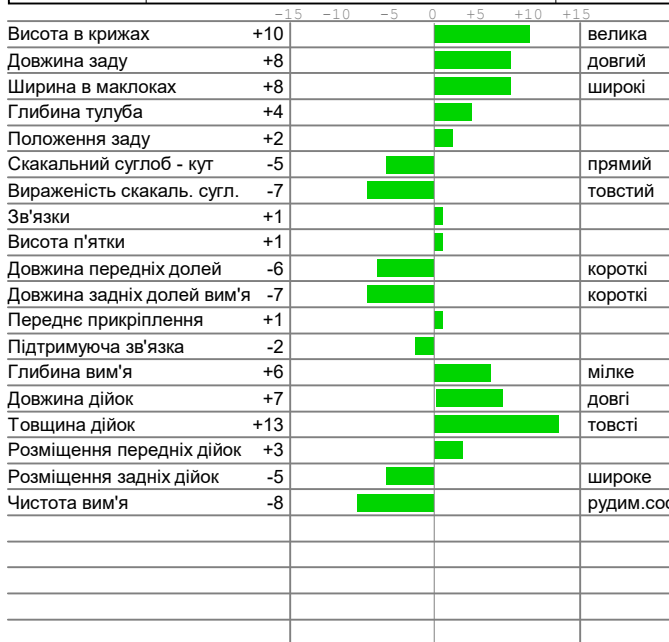 -15 -10 -5 0 +5 +10 +15
Висота в крижах +10 велика
Довжина заду +8 довгий
Ширина в маклоках +8 широкі
Глибина тулуба +4
Положення заду +2
Скакальний суглоб - кут -5 прямий
Вираженість скакаль. сугл. -7 товстий
Зв'язки +1
Висота п'ятки +1
Довжина передніх долей -6 короткі
Довжина задніх долей вим'я -7 короткі
Переднє прикріплення +1
Підтримуюча зв'язка -2
Глибина вим'я +6 мілке
Довжина дійок +7 довгі
Товщина дійок +13 товсті
Розміщення передніх дійок +3
Розміщення задніх дійок -5 широке
Чистота вим'я -8 рудим.сос